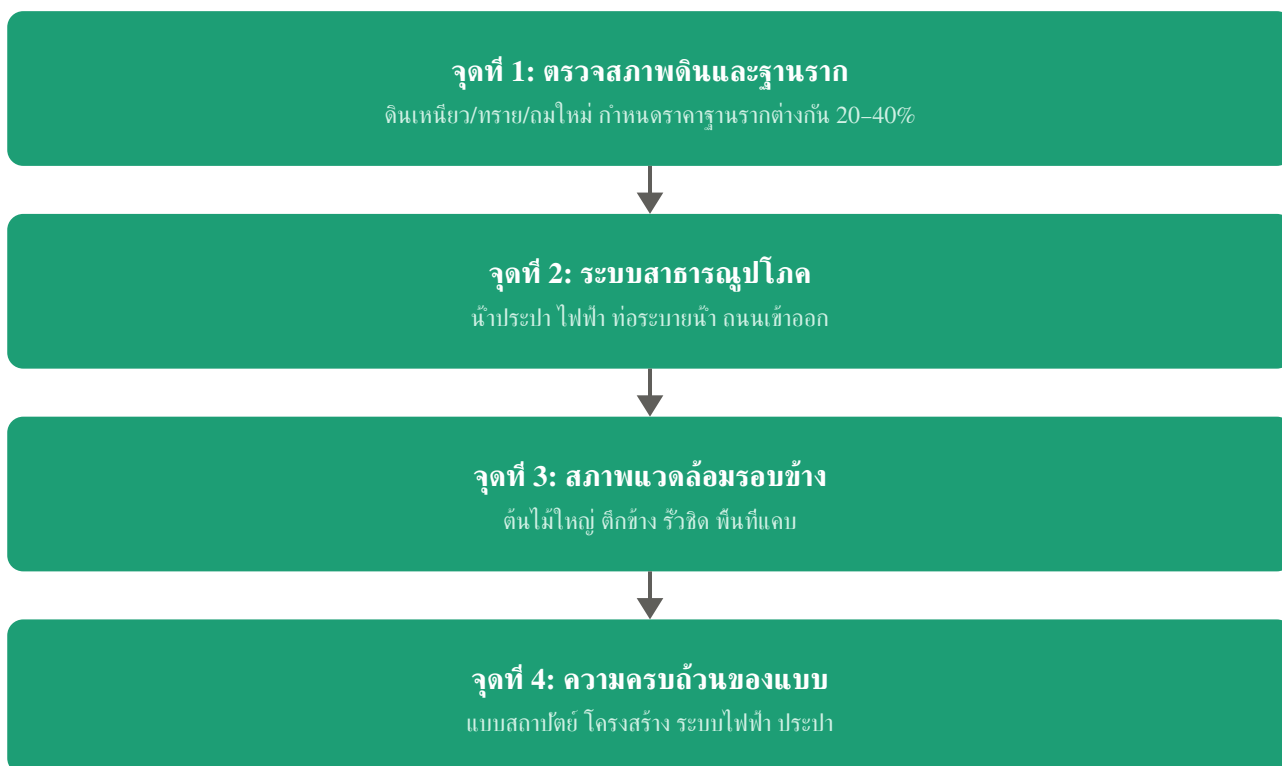 จุดที่ 1: ตรวจสภาพดินและฐานราก
ดินเหนียว/ทราย/ถมใหม่ กำหนดราคาฐานรากต่างกัน 20–40%
จุดที่ 2: ระบบสาธารณูปโภค
น้ำประปา ไฟฟ้า ท่อระบายน้ำ ถนนเข้าออก
จุดที่ 3: สภาพแวดล้อมรอบข้าง
ต้นไม้ใหญ่ ตึกข้าง รั้วชิด พื้นที่แคบ
จุดที่ 4: ความครบถ้วนของแบบ
แบบสถาปัตย์ โครงสร้าง ระบบไฟฟ้า ประปา